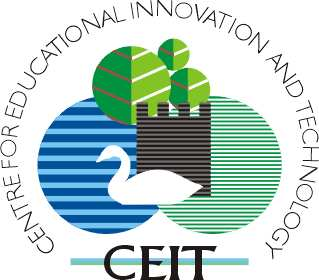 CENTRE FOR EDUCATIONAL INNOVATION AND TECHNOLOGY
CEIT